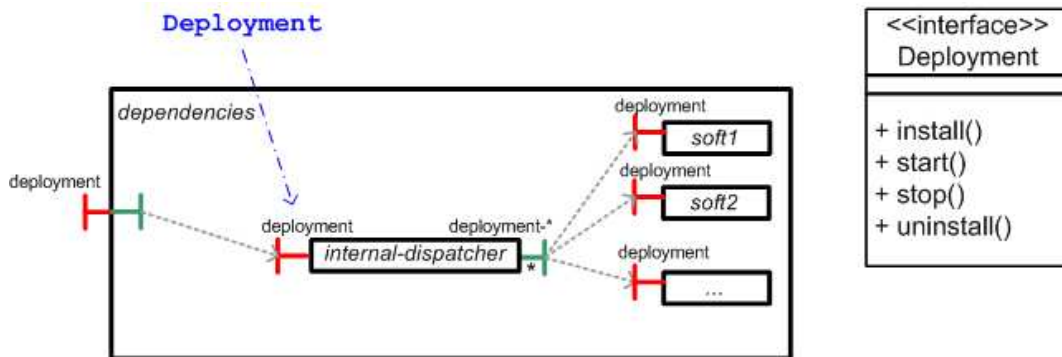 Deployment
dependencies
deployment
deployment
internal-dispatcher
deployment-*
*
deployment
soft1
deployment
soft2
deployment
...
<<interface>>
Deployment
+ install()
+ start()
+ stop()
+ uninstall()